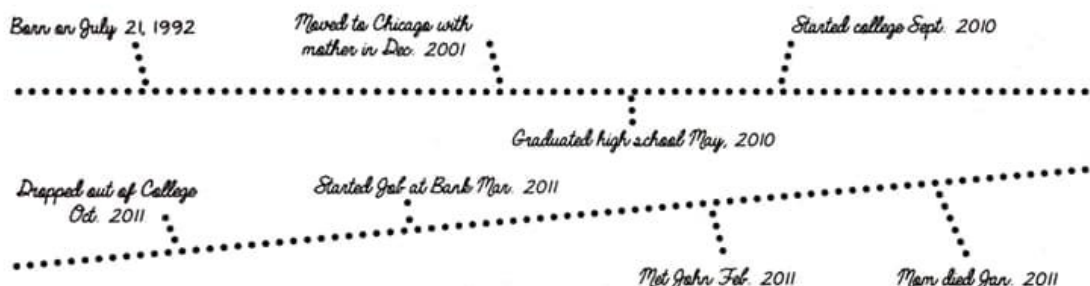 Born on July 21, 1992
Moved to Chicago with
mother in Dec. 2001
Started college Sept. 2010
Graduated high school May, 2010
Dropped out of College
Oct. 2011
Started Job at Bank Mar. 2011
Met John Feb. 2011
Mom died Jan. 2011